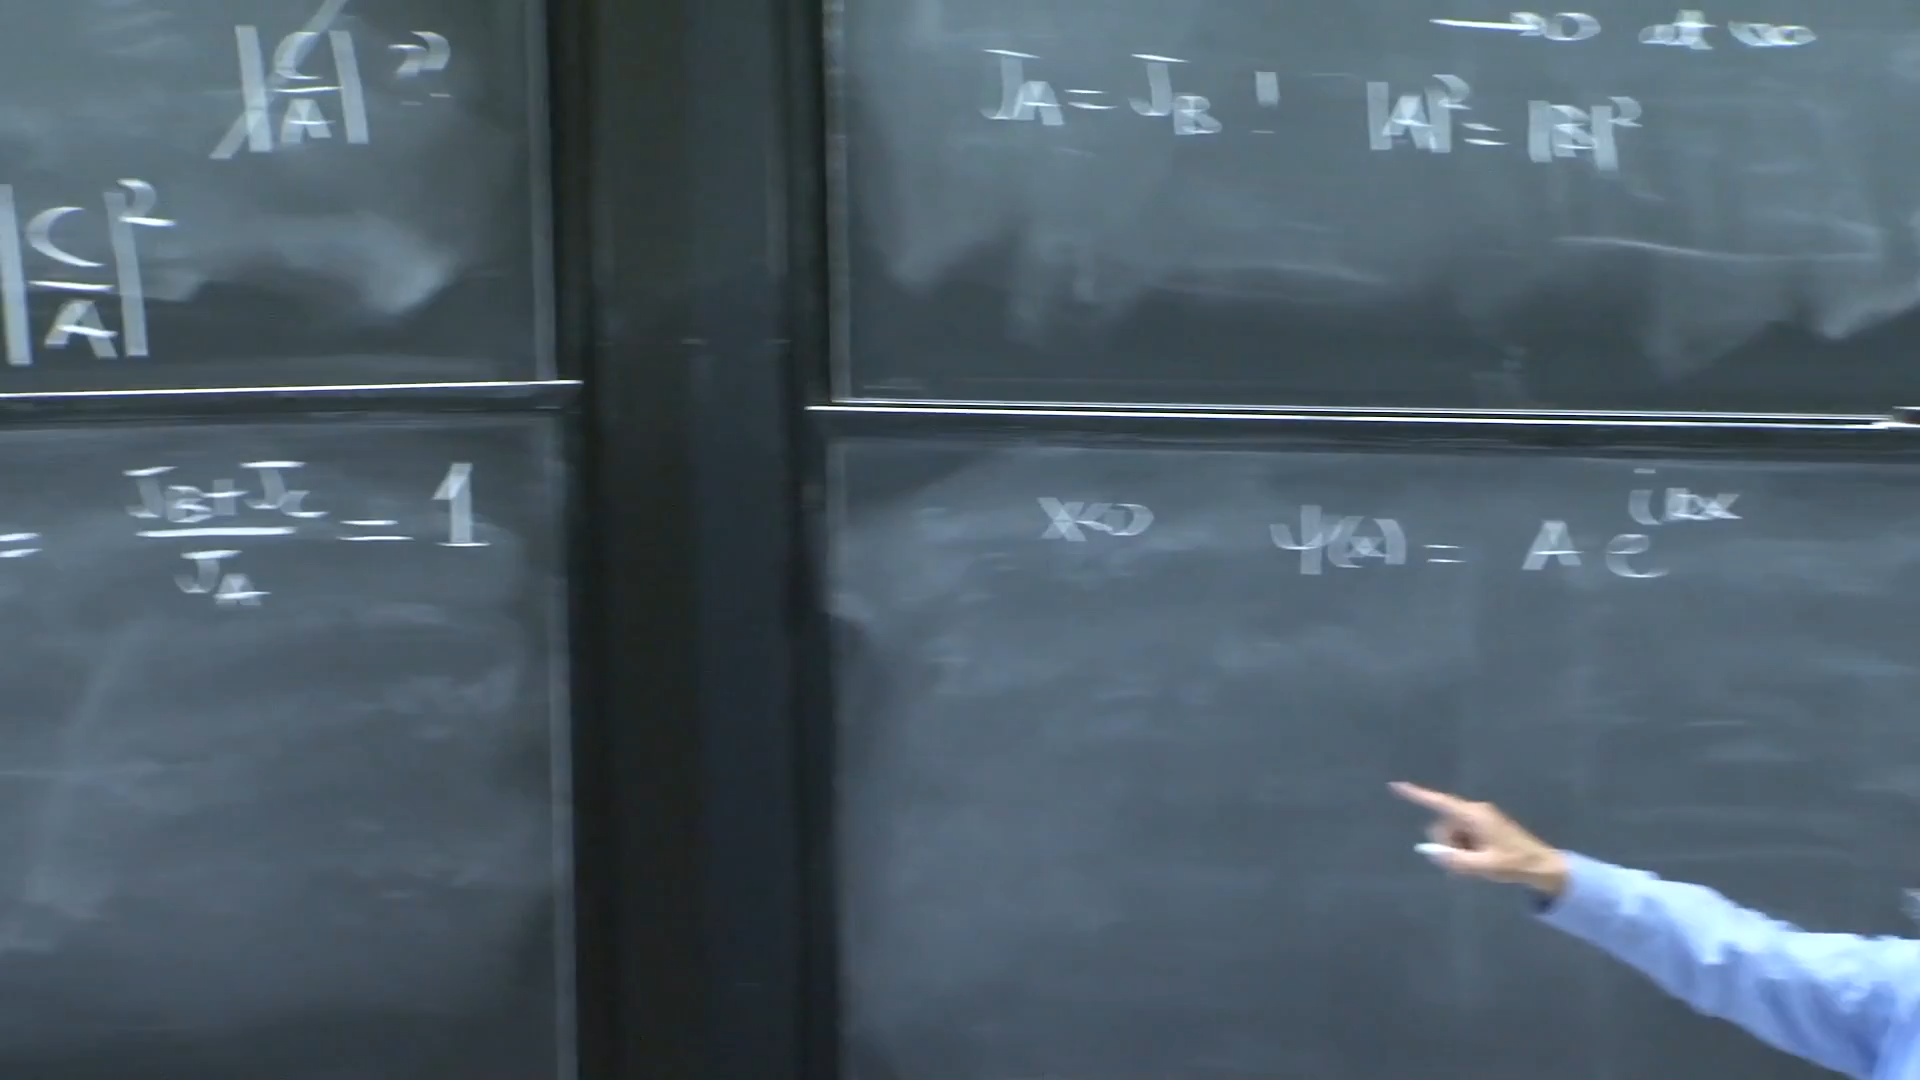 |C/A|²
|C/A|²
= (J_B+J_C)/J_A = 1
→0 at ∞
J_A = J_B ! |A|² = |B|²
x<0 ψ(x) = A e^{ikx}